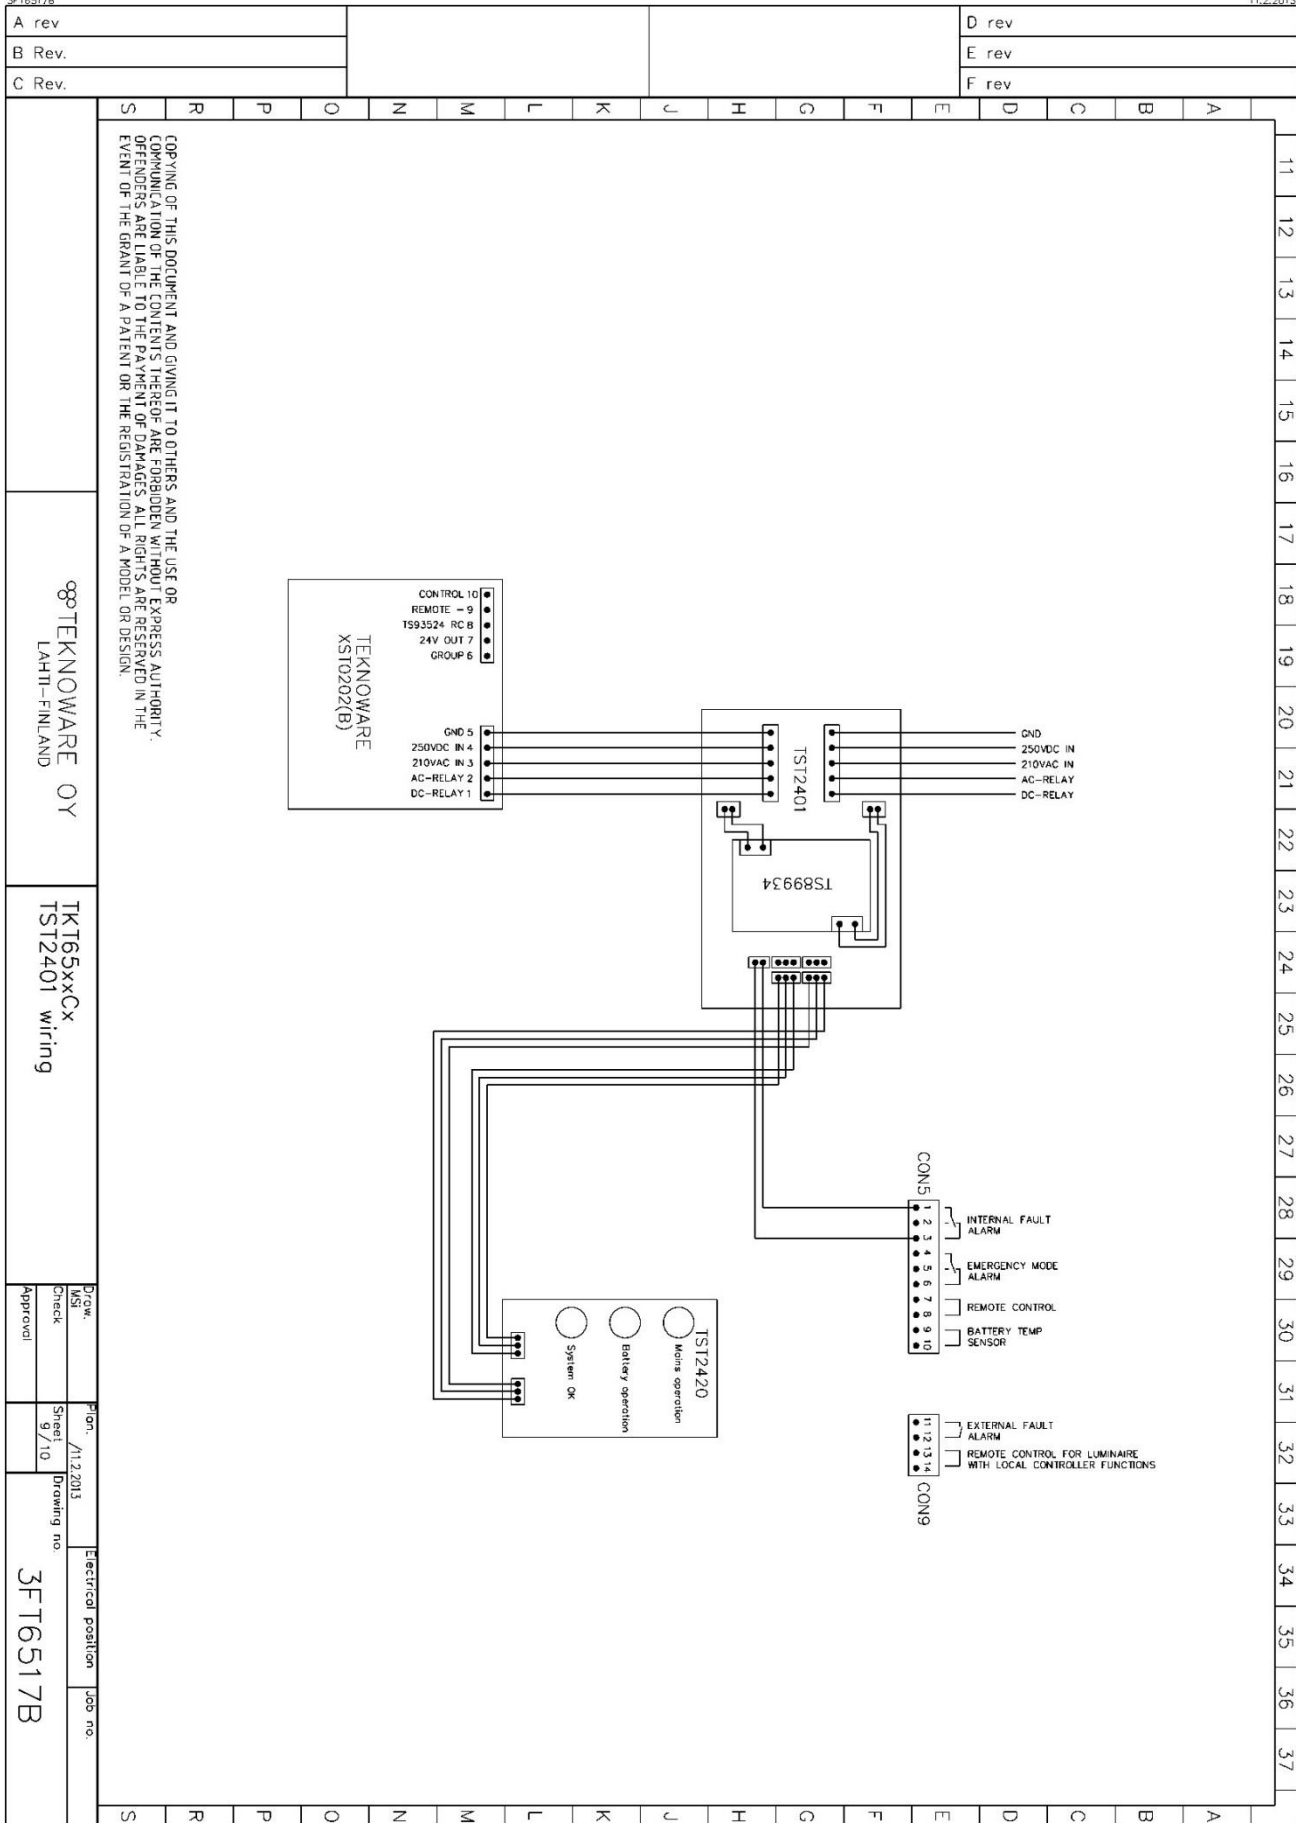 A rev
B Rev.
C Rev.
D rev
E rev
F rev
S R P O N M L K J H G F E D C B A
11 12 13 14 15 16 17 18 19 20 21 22 23 24 25 26 27 28 29 30 31 32 33 34 35 36 37
COPYING OF THIS DOCUMENT AND GIVING IT TO OTHERS AND THE USE OR
COMMUNICATION OF THE CONTENTS THEREOF ARE FORBIDDEN WITHOUT EXPRESS AUTHORITY.
OFFENDERS ARE LIABLE TO THE PAYMENT OF DAMAGES. ALL RIGHTS ARE RESERVED IN THE
EVENT OF THE GRANT OF A PATENT OR THE REGISTRATION OF A MODEL OR DESIGN.
CONTROL 10
REMOTE - 9
TS93524 RC 8
24V OUT 7
GROUP 6
GND 5
250VDC IN 4
210VAC IN 3
AC-RELAY 2
DC-RELAY 1
TEKNOWARE
XST0202(B)
TST2401
TS89934
GND
250VDC IN
210VAC IN
AC-RELAY
DC-RELAY
CON5
1
2
3
4
5
6
7
8
9
10
INTERNAL FAULT
ALARM
EMERGENCY MODE
ALARM
REMOTE CONTROL
BATTERY TEMP
SENSOR
11
12
13
14
EXTERNAL FAULT
ALARM
REMOTE CONTROL FOR LUMINAIRE
WITH LOCAL CONTROLLER FUNCTIONS
CON9
TST2420
Mains operation
Battery operation
System OK
TEKNOWARE OY
LAHTI-FINLAND
TKT65xxCx
TST2401 wiring
Draw.
MSi
Check
Approval
Plan.
/11.2.2013
Sheet
9/10
Electrical position
Job no.
Drawing no.
3FT6517B
S R P O N M L K J H G F E D C B A